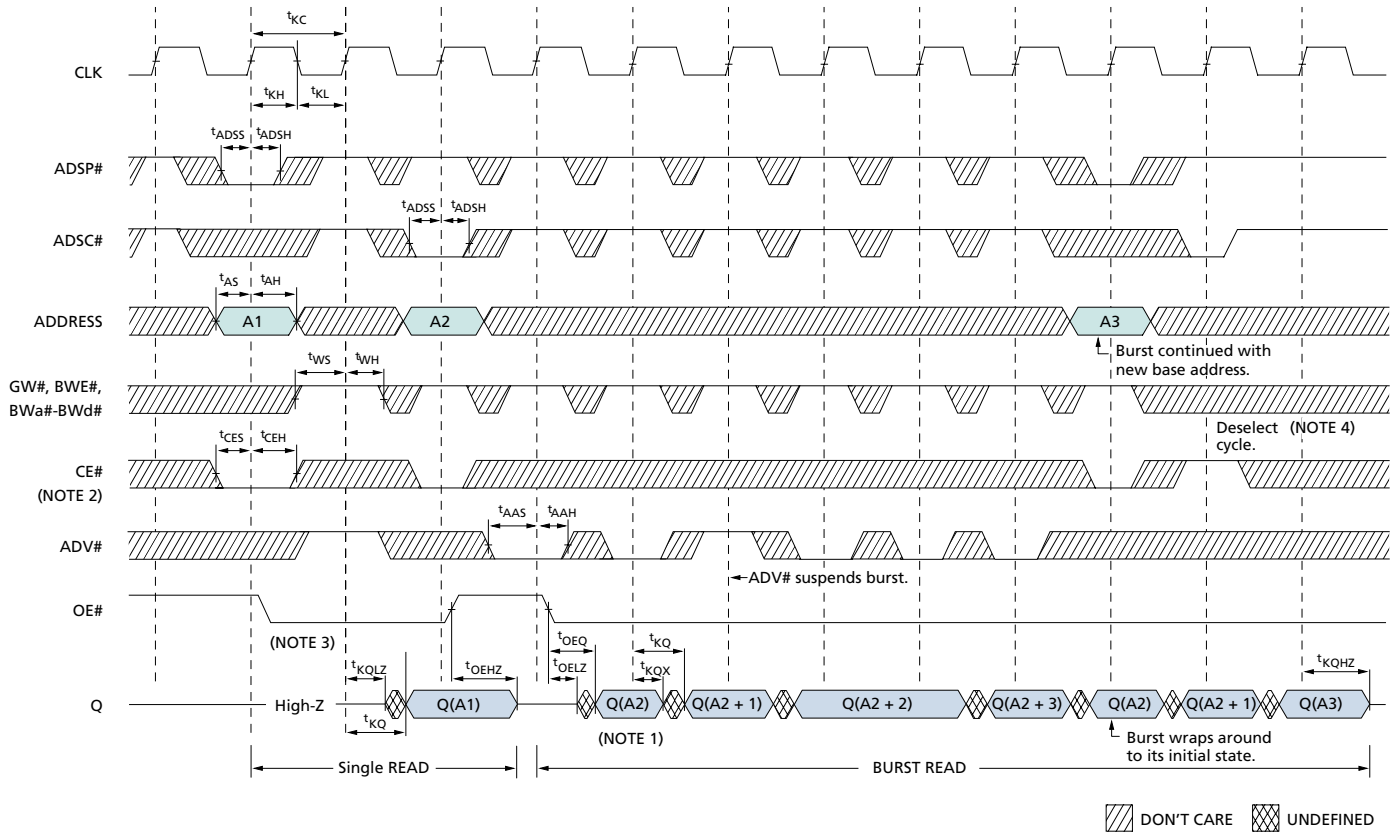 tKC
CLK
tKH tKL
tADSS tADSH
ADSP#
tADSS tADSH
ADSC#
tAS tAH
ADDRESS A1 A2 A3
Burst continued with
new base address.
tWS tWH
GW#, BWE#,
BWa#-BWd#
Deselect (NOTE 4)
cycle.
tCES tCEH
CE#
(NOTE 2)
tAAS tAAH
ADV#
ADV# suspends burst.
OE#
(NOTE 3)
tOEQ tKQ
tKQLZ tOEHZ tOELZ tKQX tKQHZ
Q High-Z Q(A1) Q(A2) Q(A2 + 1) Q(A2 + 2) Q(A2 + 3) Q(A2) Q(A2 + 1) Q(A3)
tKQ
(NOTE 1)
Burst wraps around
to its initial state.
Single READ BURST READ
DON'T CARE UNDEFINED